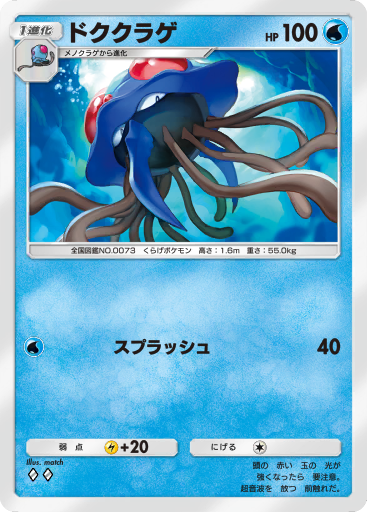 1進化
ドククラゲ
HP 100
メノクラゲから進化
全国図鑑NO.0073 くらげポケモン 高さ：1.6m 重さ：55.0kg
スプラッシュ 40
弱点 +20 にげる
Illus. match
頭の 赤い 玉の 光が
強くなったら 要注意。
超音波を 放つ 前触れだ。